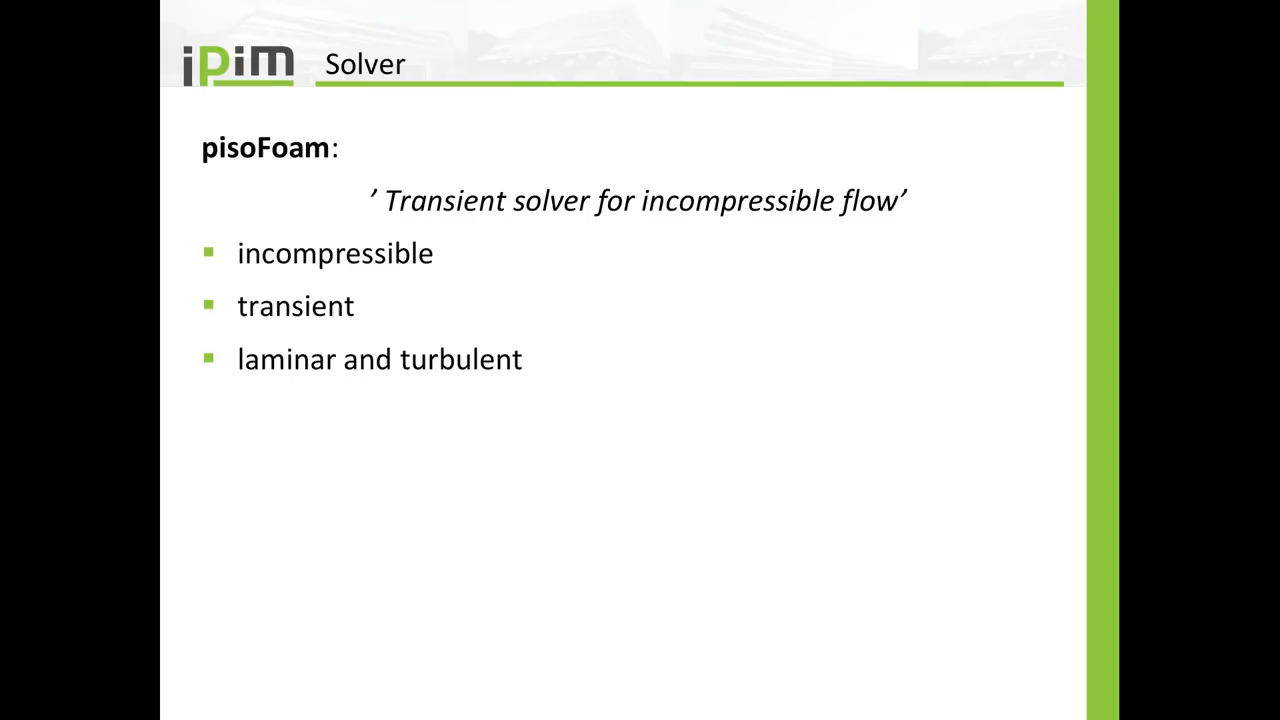 ipim
Solver
pisoFoam:
’ Transient solver for incompressible flow’
incompressible
transient
laminar and turbulent